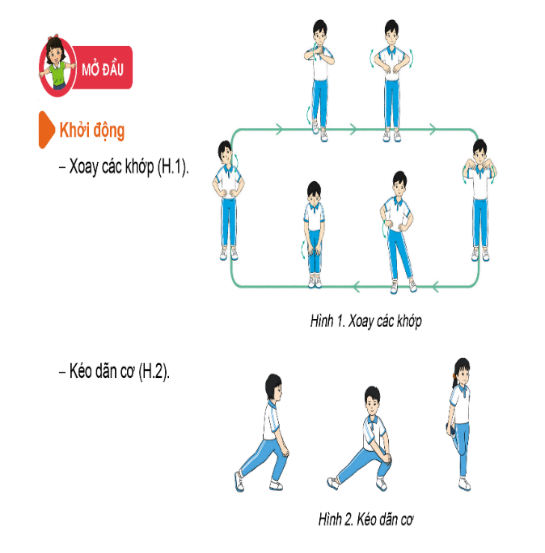 MỞ ĐẦU
Khởi động
– Xoay các khớp (H.1).
Hình 1. Xoay các khớp
– Kéo dãn cơ (H.2).
Hình 2. Kéo dãn cơ